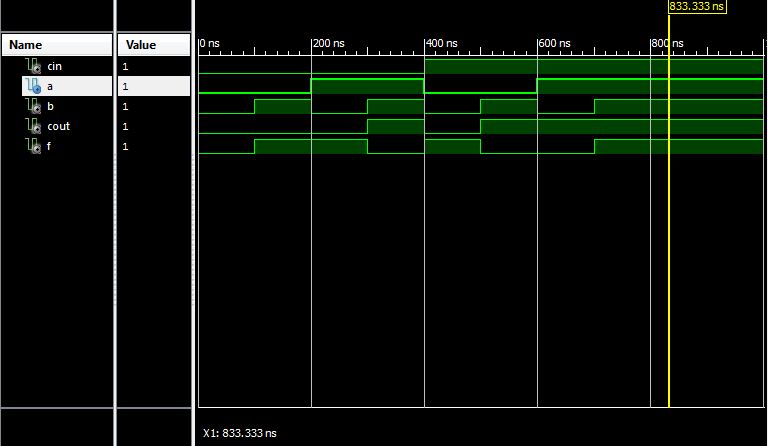 833.333 ns
Name Value
0 ns 200 ns 400 ns 600 ns 800 ns
cin 1
a 1
b 1
cout 1
f 1
X1: 833.333 ns